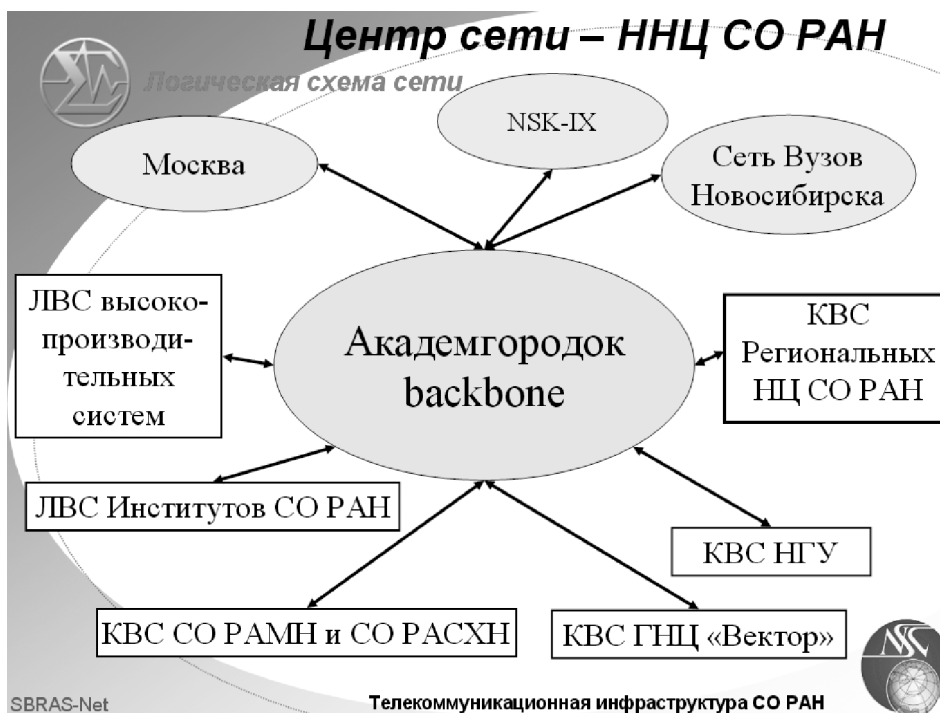 Центр сети – ННЦ СО РАН
Логическая схема сети
NSK-IX
Москва
Сеть Вузов
Новосибирска
ЛВС высоко-
производи-
тельных
систем
Академгородок
backbone
КВС
Региональных
НЦ СО РАН
ЛВС Институтов СО РАН
КВС НГУ
КВС СО РАМН и СО РАСХН
КВС ГНЦ «Вектор»
NSC
SBRAS-Net
Телекоммуникационная инфраструктура СО РАН